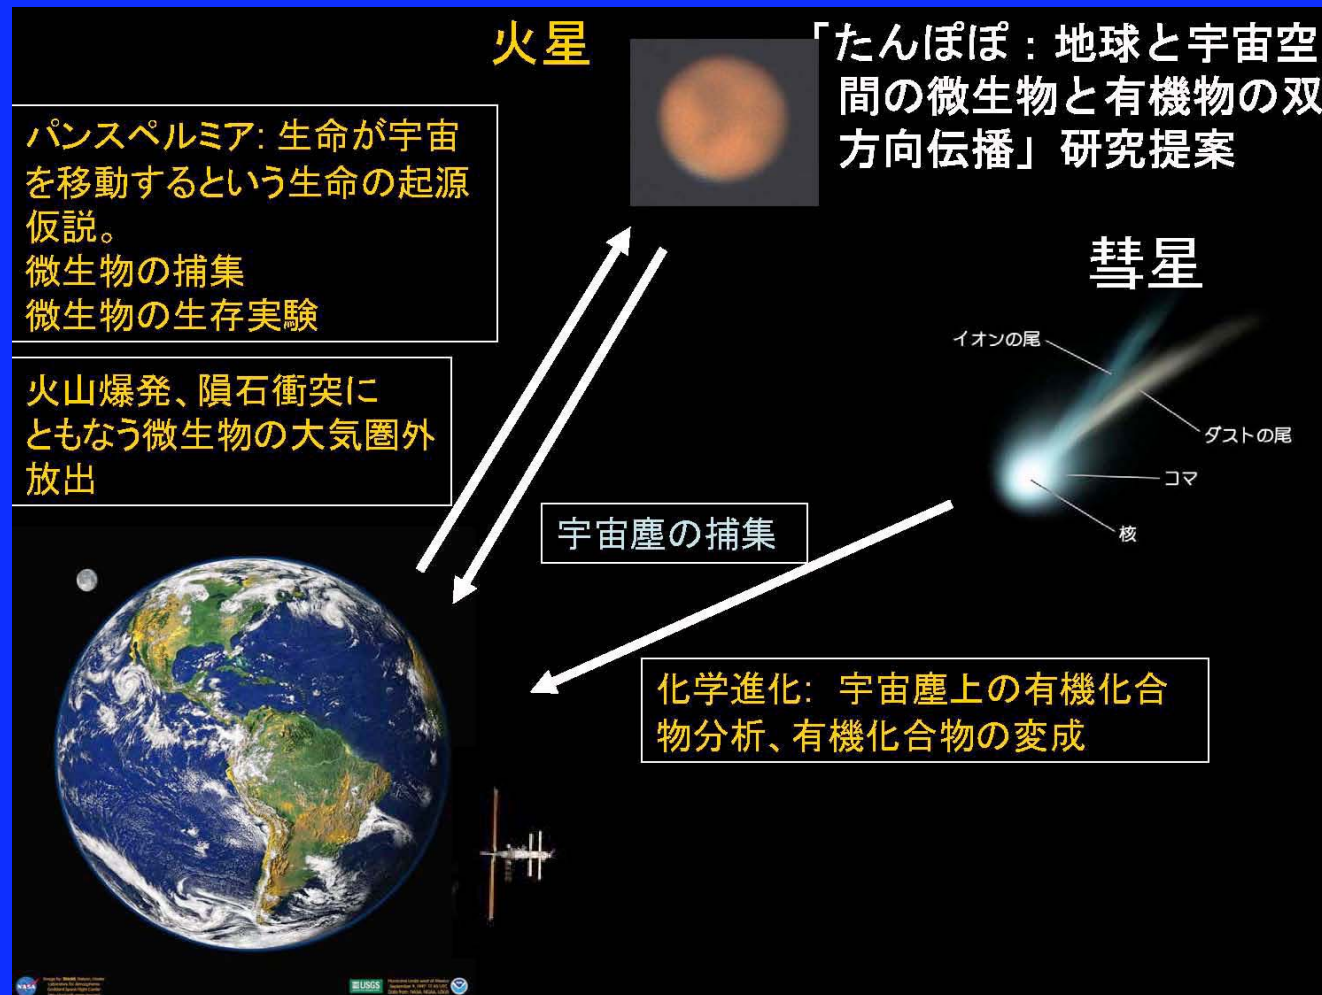 火星
「たんぽぽ：地球と宇宙空
間の微生物と有機物の双
方向伝播」研究提案
パンスペルミア: 生命が宇宙
を移動するという生命の起源
仮説。
微生物の捕集
微生物の生存実験
彗星
イオンの尾
ダストの尾
コマ
核
火山爆発、隕石衝突に
ともなう微生物の大気圏外
放出
宇宙塵の捕集
化学進化: 宇宙塵上の有機化合
物分析、有機化合物の変成
NASA
USGS